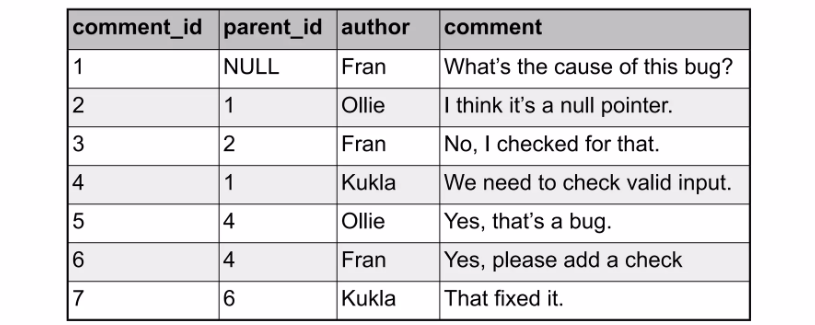 comment_id parent_id author comment
1 NULL Fran What's the cause of this bug?
2 1 Ollie I think it's a null pointer.
3 2 Fran No, I checked for that.
4 1 Kukla We need to check valid input.
5 4 Ollie Yes, that's a bug.
6 4 Fran Yes, please add a check
7 6 Kukla That fixed it.